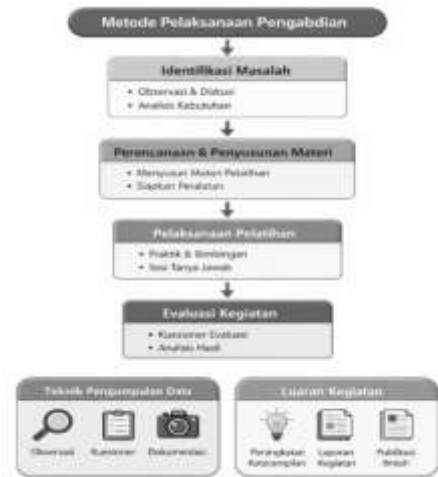 Metode Pelaksanaan Pengabdian
Identifikasi Masalah
• Observasi & Diskusi
• Analisis Kebutuhan
Perencanaan & Penyusunan Materi
• Menyusun Materi Pelatihan
• Siapkan Peralatan
Pelaksanaan Pelatihan
• Praktik & Bimbingan
• Sesi Tanya Jawab
Evaluasi Kegiatan
• Kuesioner Evaluasi
• Analisis Hasil
Teknik Pengumpulan Data
Observasi Kuesioner Dokumentasi
Luaran Kegiatan
Peningkatan Keterampilan
Laporan Kegiatan
Publikasi Ilmiah